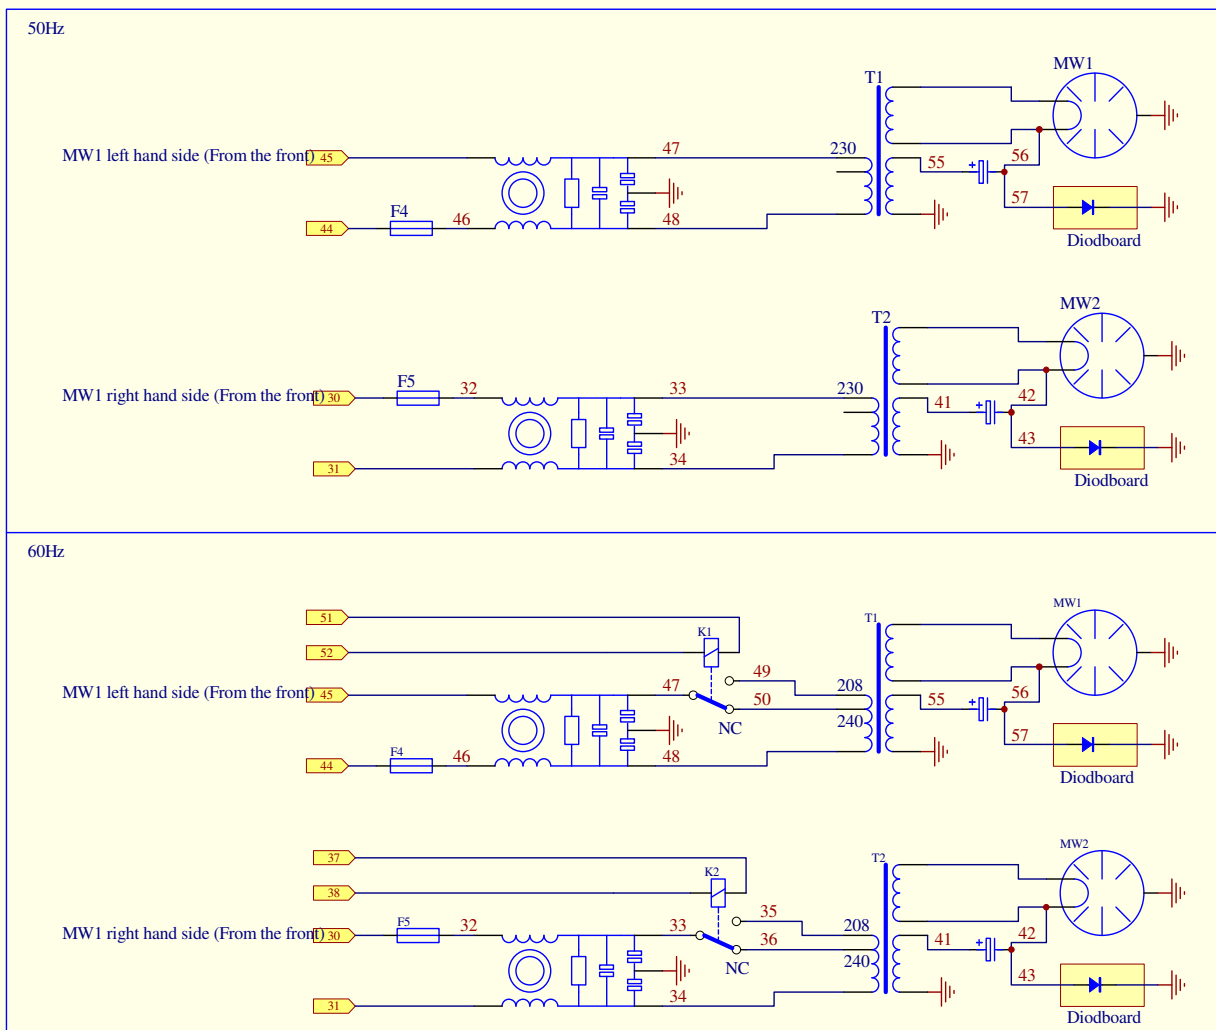 50Hz
MW1
T1
MW1 left hand side (From the front) 45
47
230
55
56
57
F4
44
46
48
Diodboard
MW2
T2
MW1 right hand side (From the front) 30
F5
32
33
230
41
42
43
31
34
Diodboard
60Hz
51
MW1
T1
K1
52
49
MW1 left hand side (From the front) 45
47
208
50
55
56
240
NC
57
F4
44
46
48
Diodboard
37
MW2
T2
K2
38
35
F5
MW1 right hand side (From the front) 30
32
33
208
36
41
42
240
NC
43
31
34
Diodboard